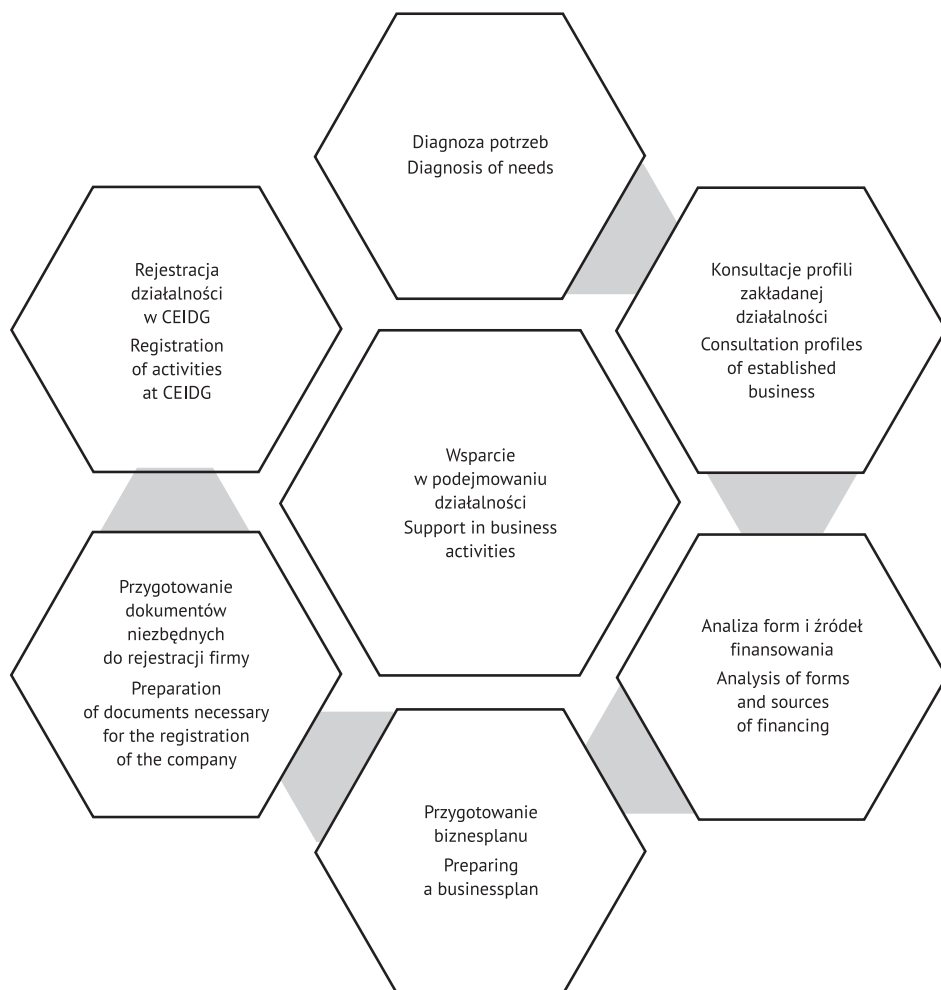 Diagnoza potrzeb
Diagnosis of needs
Konsultacje profili
zakładanej
działalności
Consultation profiles
of established
business
Analiza form i źródeł
finansowania
Analysis of forms
and sources
of financing
Przygotowanie
biznesplanu
Preparing
a businessplan
Przygotowanie
dokumentów
niezbędnych
do rejestracji firmy
Preparation
of documents necessary
for the registration
of the company
Rejestracja
działalności
w CEIDG
Registration
of activities
at CEIDG
Wsparcie
w podejmowaniu
działalności
Support in business
activities